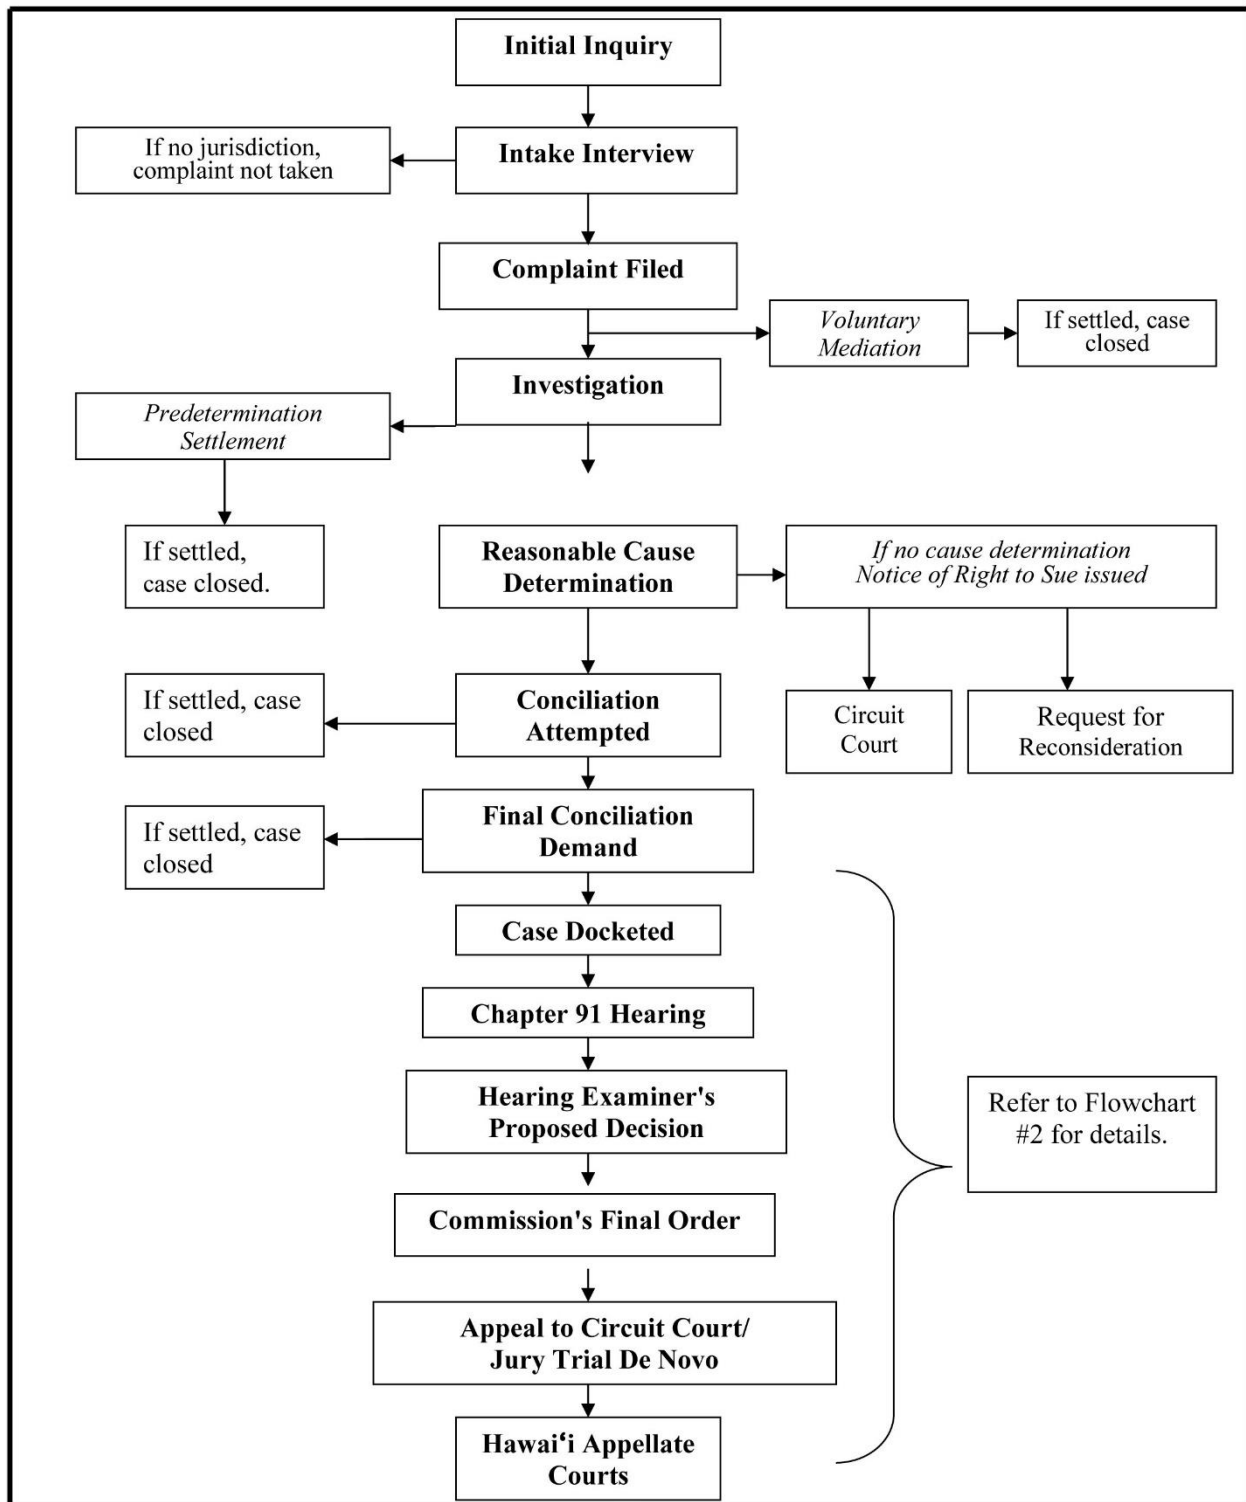 Initial Inquiry
If no jurisdiction,
complaint not taken
Intake Interview
Complaint Filed
Voluntary
Mediation
If settled, case
closed
Investigation
Predetermination
Settlement
If settled,
case closed.
Reasonable Cause
Determination
If no cause determination
Notice of Right to Sue issued
If settled, case
closed
Conciliation
Attempted
Circuit
Court
Request for
Reconsideration
If settled, case
closed
Final Conciliation
Demand
Case Docketed
Chapter 91 Hearing
Hearing Examiner's
Proposed Decision
Refer to Flowchart
#2 for details.
Commission's Final Order
Appeal to Circuit Court/
Jury Trial De Novo
Hawaiʻi Appellate
Courts